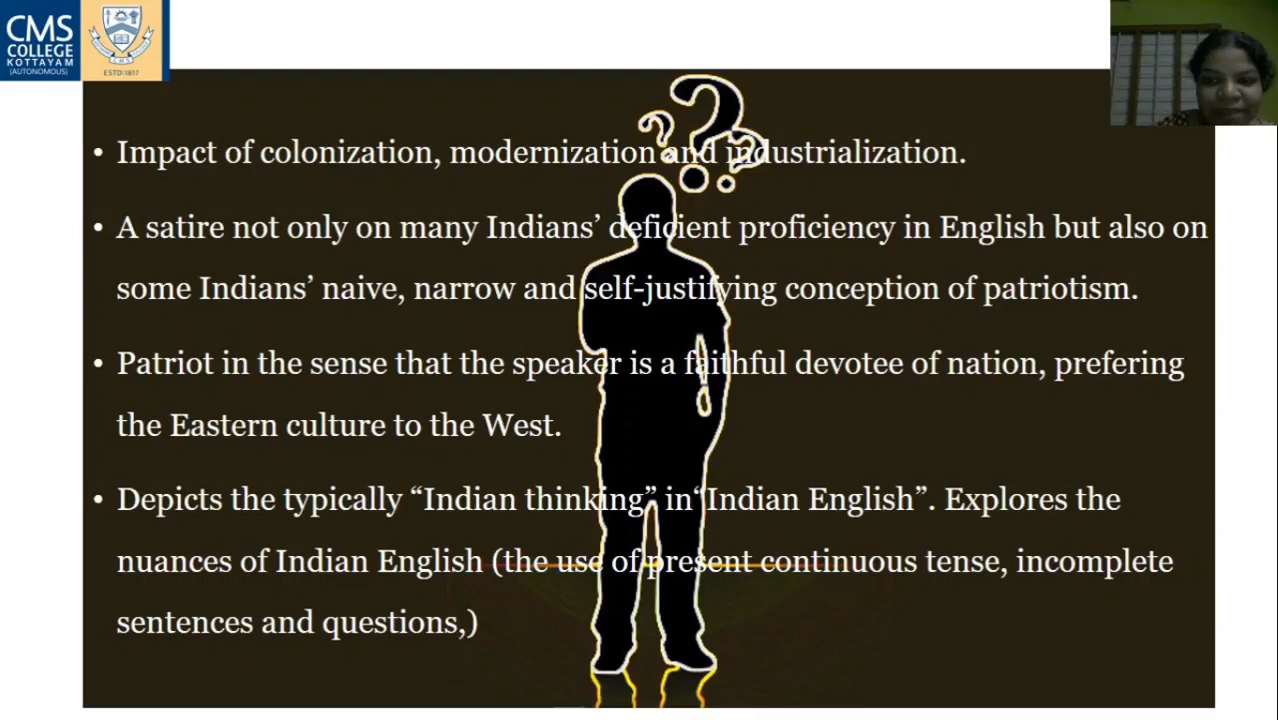 CMS
COLLEGE
KOTTAYAM
(AUTONOMOUS)
ESTD:1817
• Impact of colonization, modernization and industrialization.
• A satire not only on many Indians’ deficient proficiency in English but also on
some Indians’ naive, narrow and self-justifying conception of patriotism.
• Patriot in the sense that the speaker is a faithful devotee of nation, prefering
the Eastern culture to the West.
• Depicts the typically “Indian thinking” in“Indian English”. Explores the
nuances of Indian English (the use of present continuous tense, incomplete
sentences and questions,)